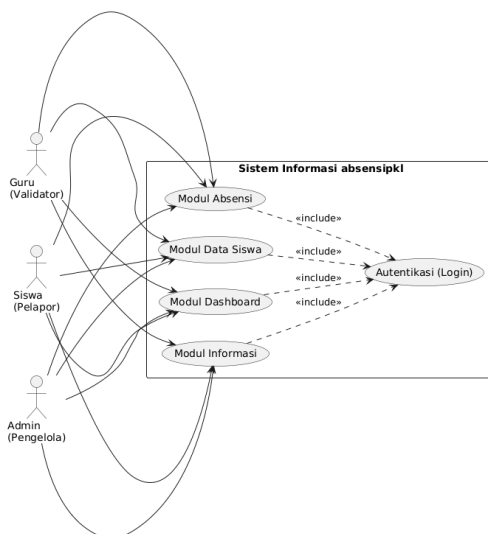 Sistem Informasi absensipkl
Guru
(Validator)
Modul Absensi
«include»
Modul Data Siswa
«include»
Autentikasi (Login)
Siswa
(Pelapor)
«include»
Modul Dashboard
«include»
Modul Informasi
Admin
(Pengelola)